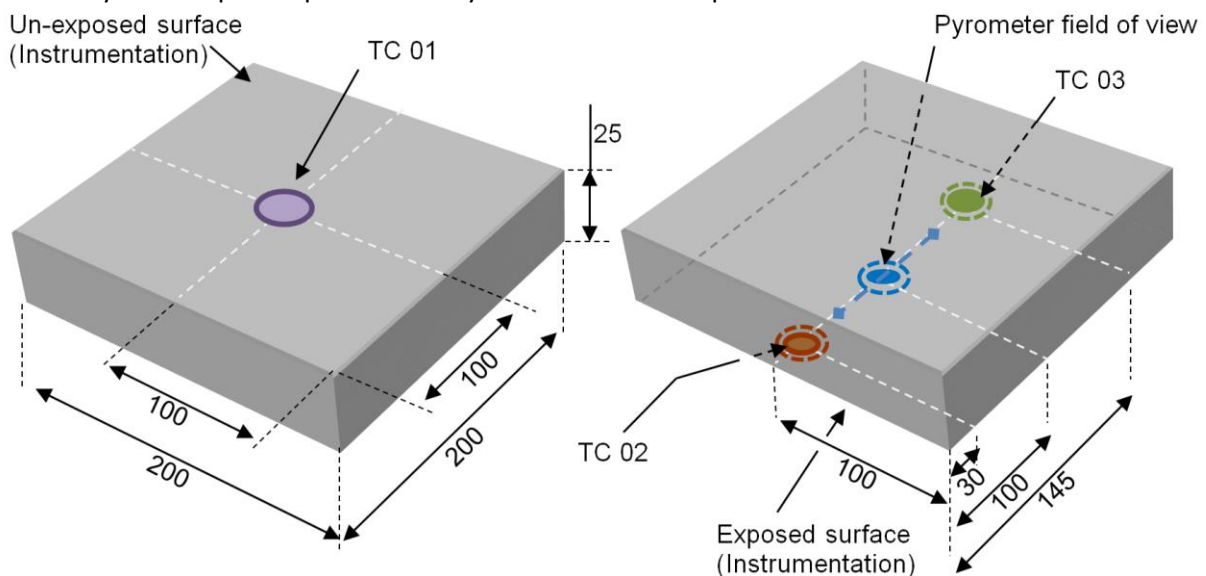 Un-exposed surface
(Instrumentation)
TC 01
25
100
100
200
200
Pyrometer field of view
TC 03
TC 02
100
30
100
145
Exposed surface
(Instrumentation)